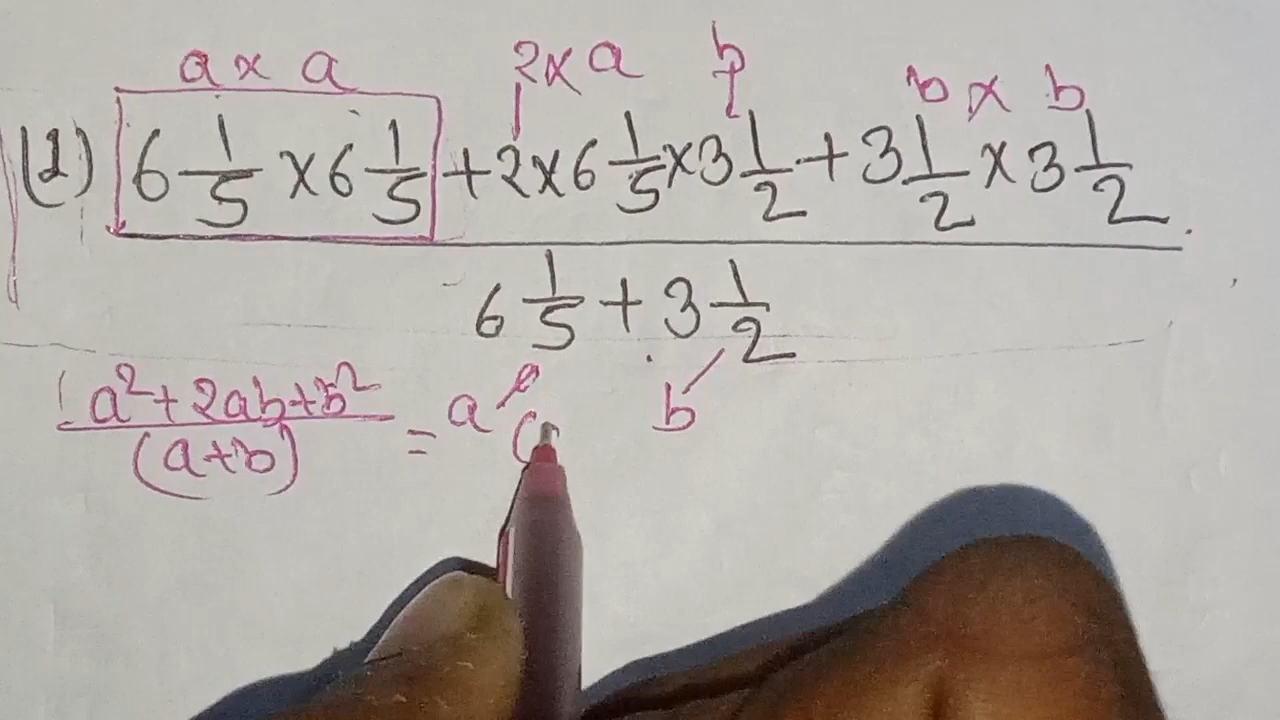 a x a 2x a b b x b
(1) 6 1/5 x 6 1/5 + 2 x 6 1/5 x 3 1/2 + 3 1/2 x 3 1/2
6 1/5 + 3 1/2
a² + 2ab + b² = a ( b
(a+b)